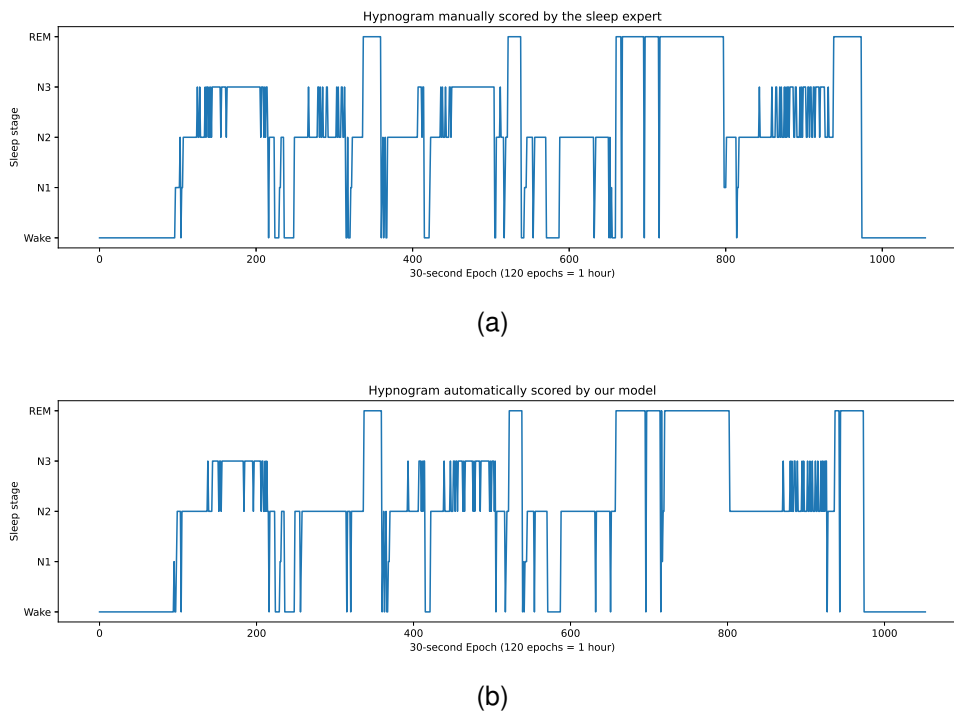 Hypnogram manually scored by the sleep expert
REM
N3
N2
N1
Wake
Sleep stage
0 200 400 600 800 1000
30-second Epoch (120 epochs = 1 hour)
(a)
Hypnogram automatically scored by our model
REM
N3
N2
N1
Wake
Sleep stage
0 200 400 600 800 1000
30-second Epoch (120 epochs = 1 hour)
(b)